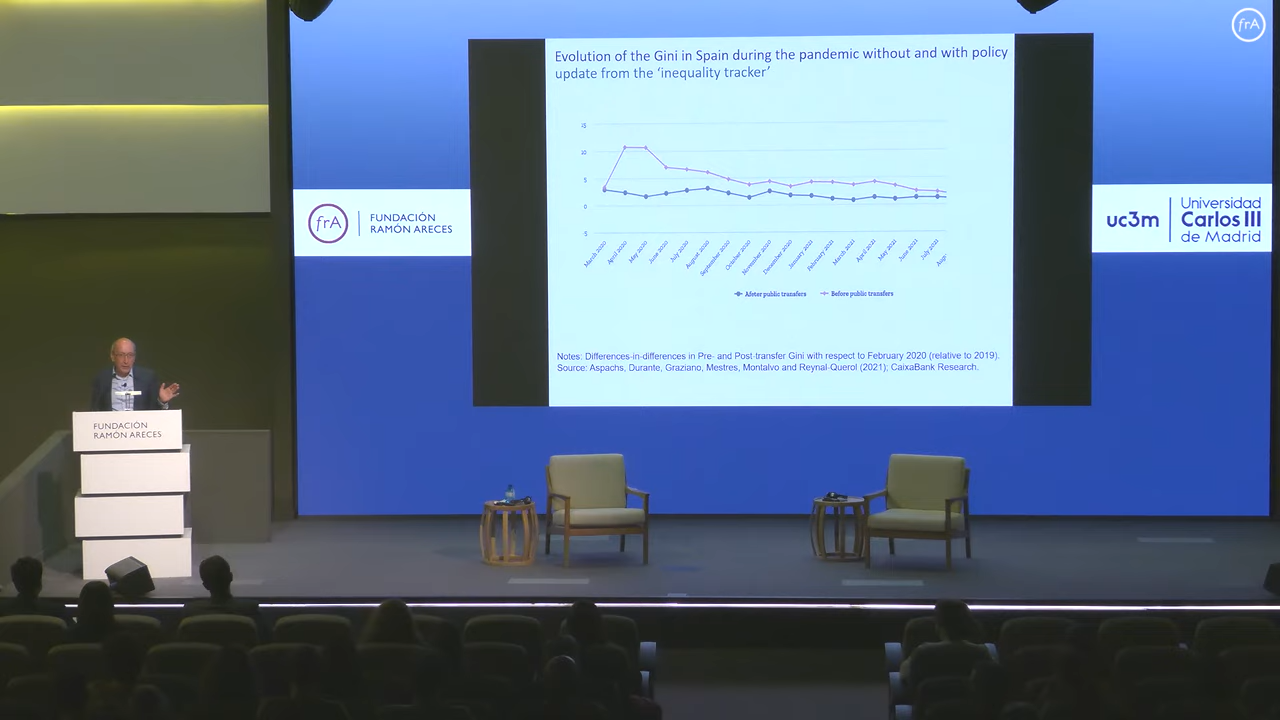 frA
Evolution of the Gini in Spain during the pandemic without and with policy
update from the ‘inequality tracker’
15
10
5
0
-5
March 2020
April 2020
May 2020
June 2020
July 2020
August 2020
September 2020
October 2020
November 2020
December 2020
January 2021
February 2021
March 2021
April 2021
May 2021
June 2021
July 2021
Afeter public transfers
Before public transfers
Notes: Differences-in-differences in Pre- and Post-transfer Gini with respect to February 2020 (relative to 2019).
Source: Aspachs, Durante, Graziano, Mestres, Montalvo and Reynal-Querol (2021); CaixaBank Research.
frA
FUNDACIÓN
RAMÓN ARECES
uc3m
Universidad
Carlos III
de Madrid
FUNDACIÓN
RAMÓN ARECES